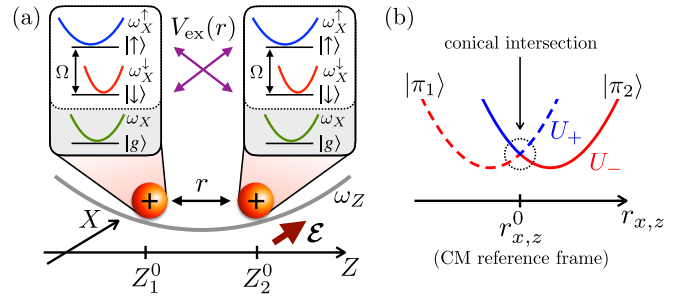 (a)
ω_X^↑ V_ex(r) ω_X^↑
|↑⟩ |↑⟩
Ω ω_X^↓ Ω ω_X^↓
|↓⟩ |↓⟩
ω_X ω_X
|g⟩ |g⟩
+ r + ω_Z
X ℰ
Z_1^0 Z_2^0 Z
(b)
conical intersection
|π_1⟩ |π_2⟩
U_+
U_−
r_{x,z}^0 r_{x,z}
(CM reference frame)